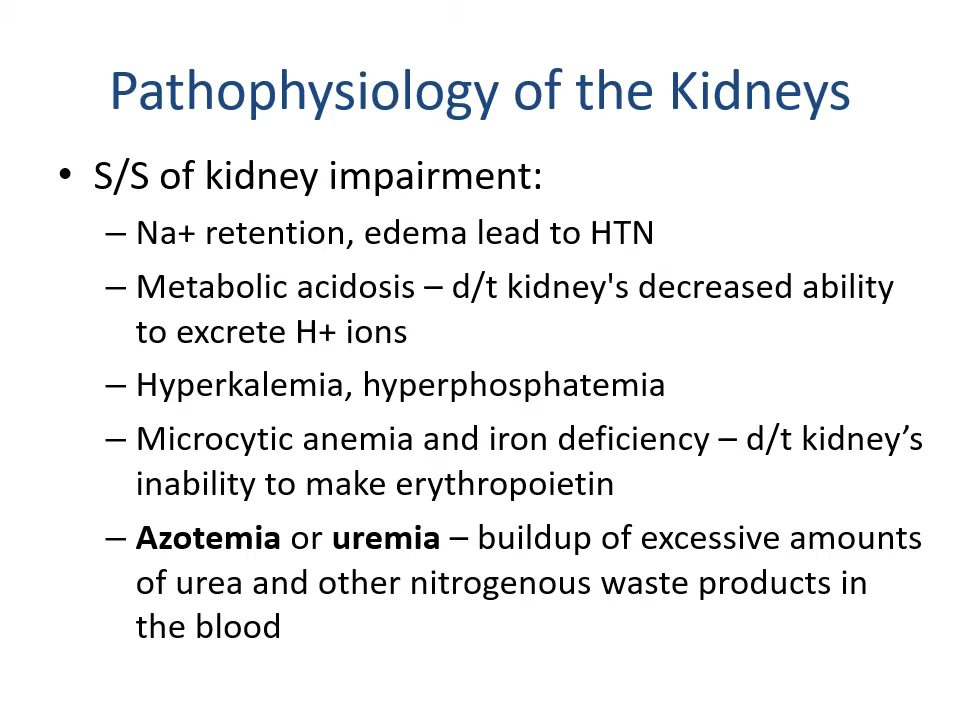 Pathophysiology of the Kidneys
• S/S of kidney impairment:
– Na+ retention, edema lead to HTN
– Metabolic acidosis – d/t kidney's decreased ability
to excrete H+ ions
– Hyperkalemia, hyperphosphatemia
– Microcytic anemia and iron deficiency – d/t kidney’s
inability to make erythropoietin
– Azotemia or uremia – buildup of excessive amounts
of urea and other nitrogenous waste products in
the blood